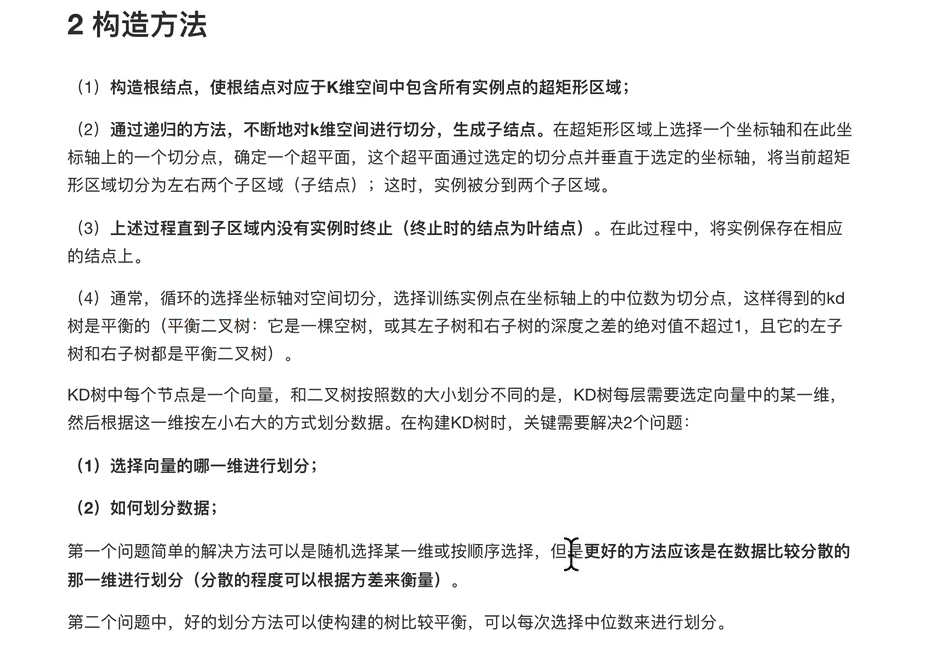 2 构造方法
（1）构造根结点，使根结点对应于K维空间中包含所有实例点的超矩形区域；
（2）通过递归的方法，不断地对k维空间进行切分，生成子结点。在超矩形区域上选择一个坐标轴和在此坐
标轴上的一个切分点，确定一个超平面，这个超平面通过选定的切分点并垂直于选定的坐标轴，将当前超矩
形区域切分为左右两个子区域（子结点）；这时，实例被分到两个子区域。
（3）上述过程直到子区域内没有实例时终止（终止时的结点为叶结点）。在此过程中，将实例保存在相应
的结点上。
（4）通常，循环的选择坐标轴对空间切分，选择训练实例点在坐标轴上的中位数为切分点，这样得到的kd
树是平衡的（平衡二叉树：它是一棵空树，或其左子树和右子树的深度之差的绝对值不超过1，且它的左子
树和右子树都是平衡二叉树）。
KD树中每个节点是一个向量，和二叉树按照数的大小划分不同的是，KD树每层需要选定向量中的某一维，
然后根据这一维按左小右大的方式划分数据。在构建KD树时，关键需要解决2个问题：
（1）选择向量的哪一维进行划分；
（2）如何划分数据；
第一个问题简单的解决方法可以是随机选择某一维或按顺序选择，但是更好的方法应该是在数据比较分散的
那一维进行划分（分散的程度可以根据方差来衡量）。
第二个问题中，好的划分方法可以使构建的树比较平衡，可以每次选择中位数来进行划分。